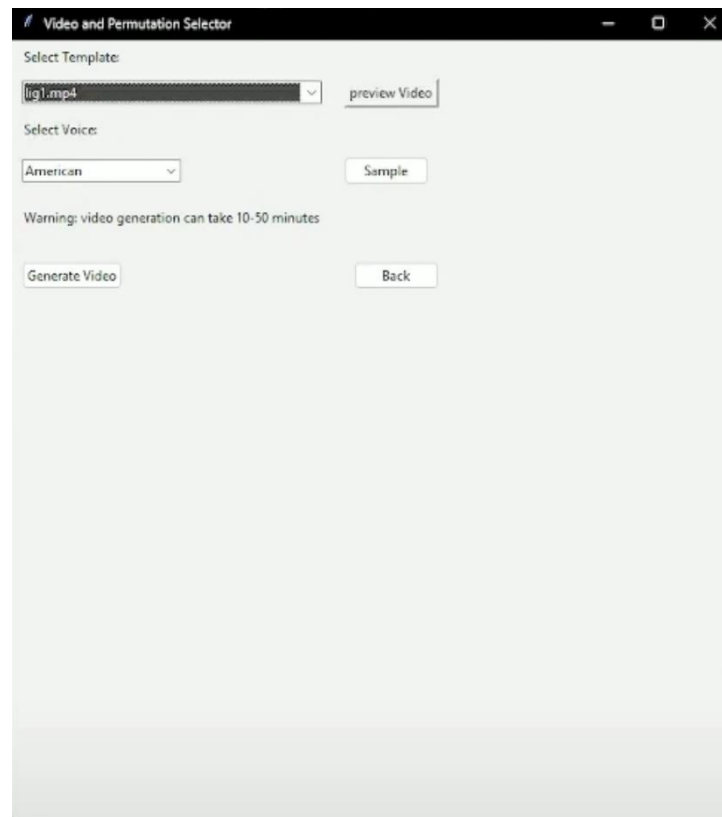 Video and Permutation Selector
Select Template:
lig1.mp4
preview Video
Select Voice:
American
Sample
Warning: video generation can take 10-50 minutes
Generate Video
Back